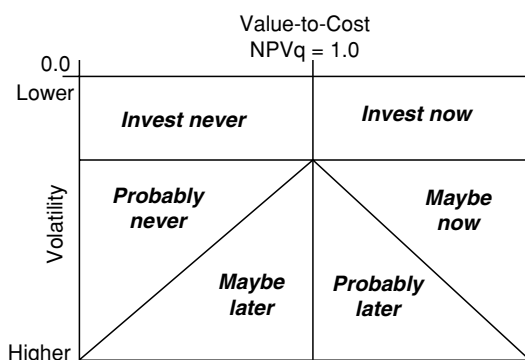 Value-to-Cost
NPVq = 1.0
0.0
Lower
Invest never
Invest now
Probably
never
Maybe
now
Volatility
Maybe
later
Probably
later
Higher